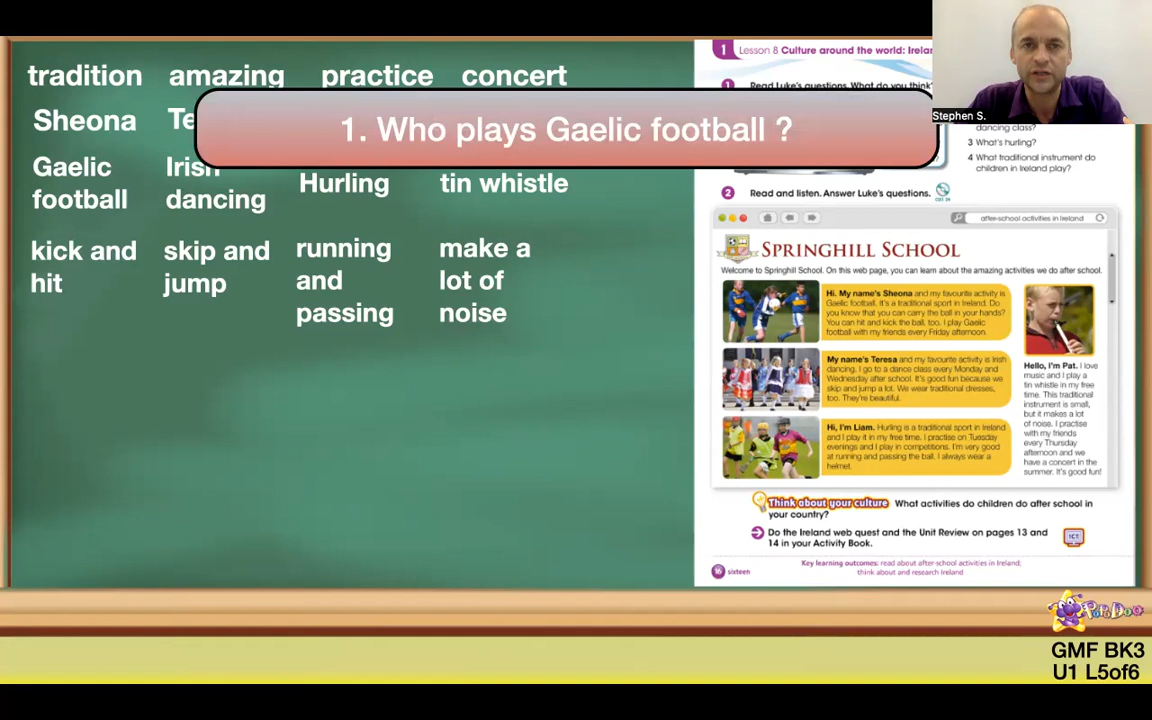 tradition amazing practice concert
Sheona Te
1. Who plays Gaelic football ?
Gaelic football
Irish dancing
Hurling
tin whistle
kick and hit
skip and jump
running and passing
make a lot of noise
1 Lesson 8 Culture around the world: Irelan
1 Read Luke's questions. What do you think?
dancing class?
3 What's hurling?
4 What traditional instrument do
children in Ireland play?
2 Read and listen. Answer Luke's questions.
after-school activities in Ireland
SPRINGHILL SCHOOL
Welcome to Springhill School. On this web page, you can learn about the amazing activities we do after school.
Hi. My name's Sheona and my favourite activity is
Gaelic football. It's a traditional sport in Ireland. Do
you know that you can carry the ball in your hands?
You can hit and kick the ball, too. I play Gaelic
football with my friends every Friday afternoon.
My name's Teresa and my favourite activity is Irish
dancing. I go to a dance class every Monday and
Wednesday after school. It's good fun because we
skip and jump a lot. We wear traditional dresses,
too. They're beautiful.
Hi, I'm Liam. Hurling is a traditional sport in Ireland
and I play it in my free time. I practise on Tuesday
evenings and I play in competitions. I'm very good
at running and passing the ball. I always wear a
helmet.
Hello, I'm Pat. I love
music and I play a
tin whistle in my free
time. This traditional
instrument is small,
but it makes a lot
of noise. I practise
with my friends
every Thursday
afternoon and we
have a concert in the
summer. It's good fun!
Think about your culture What activities do children do after school in
your country?
Do the Ireland web quest and the Unit Review on pages 13 and
14 in your Activity Book.
ICT
16 sixteen
Key learning outcomes: read about after-school activities in Ireland,
think about and research Ireland
Stephen S.
PoPoDoo
GMF BK3
U1 L5of6